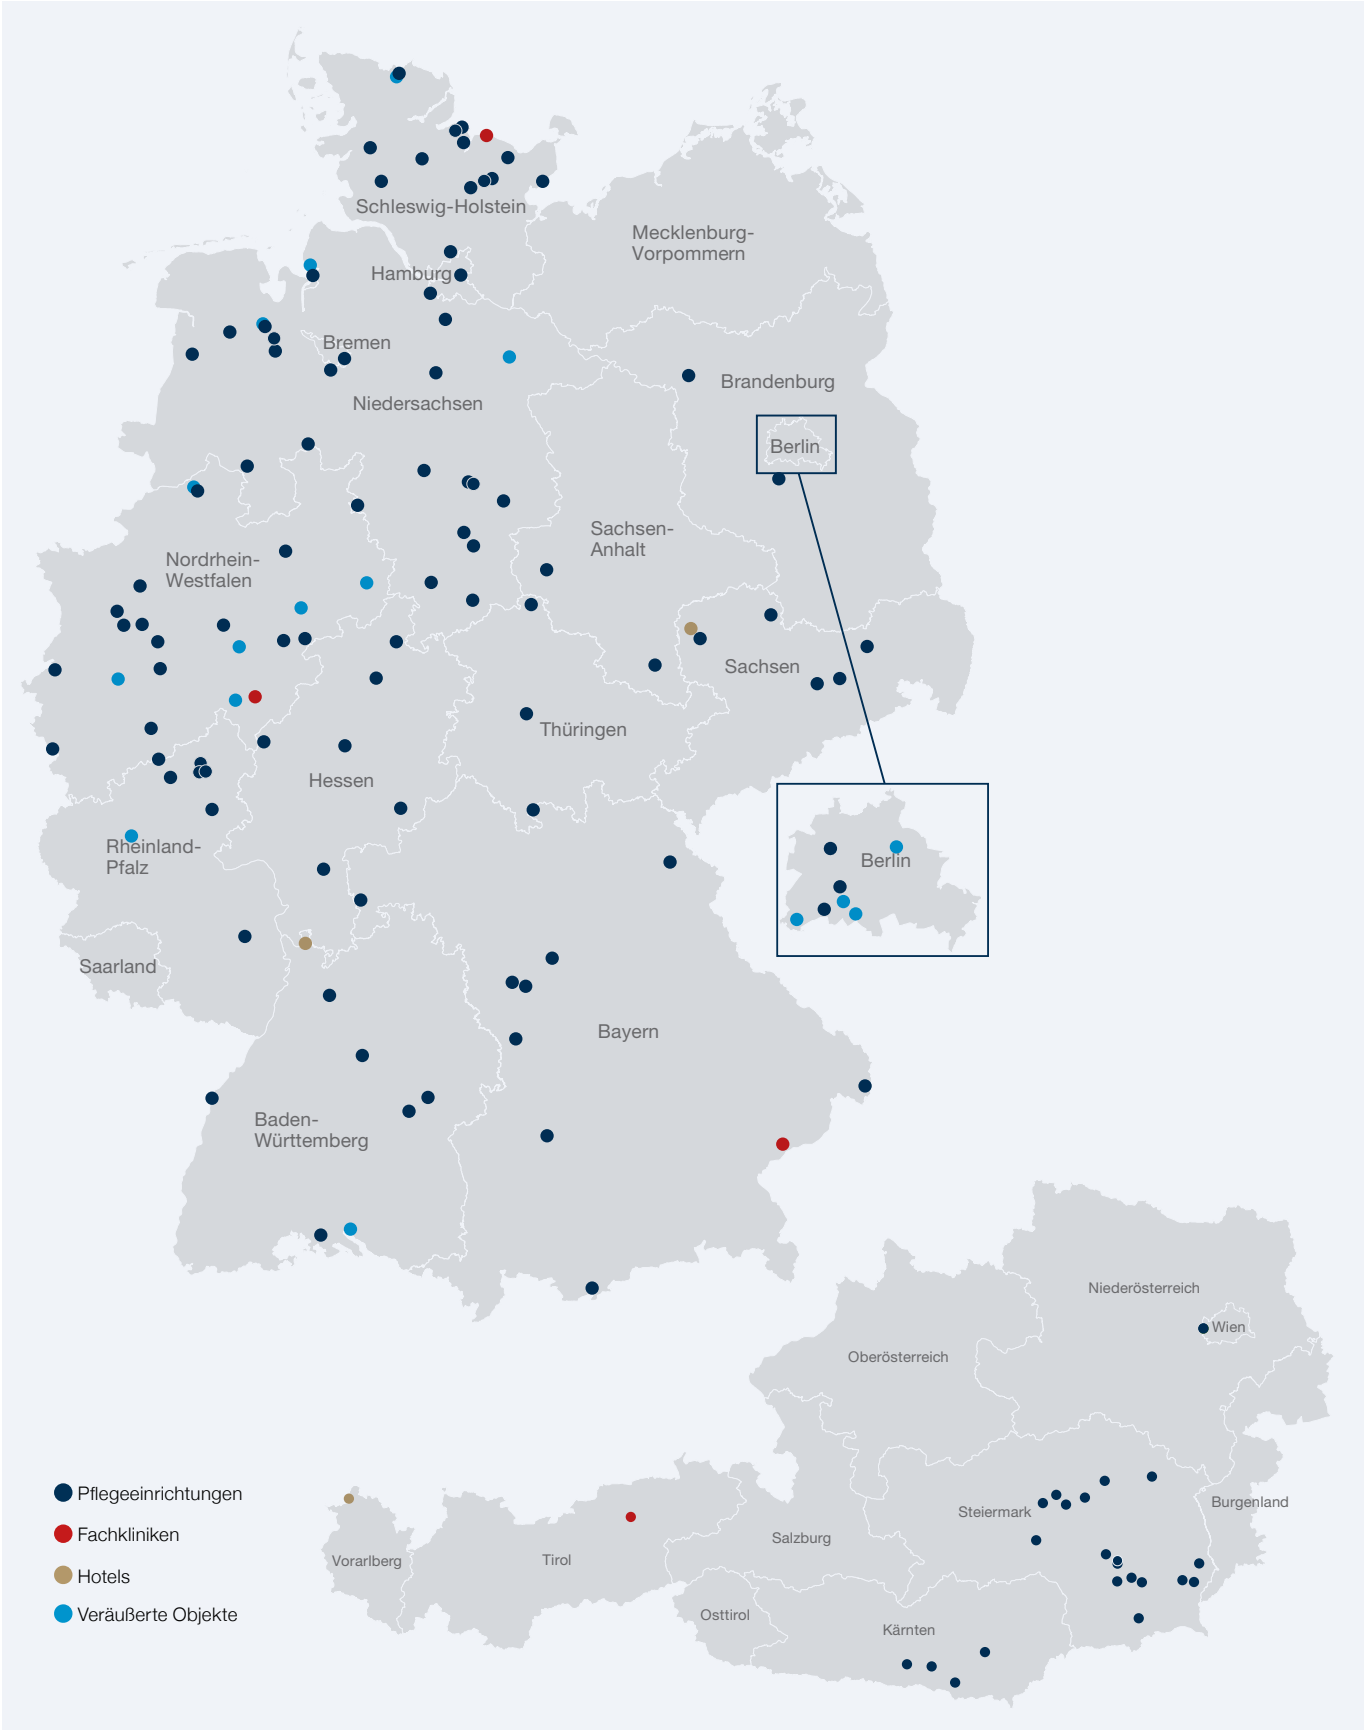 Schleswig-Holstein
Mecklenburg-
Vorpommern
Hamburg
Bremen
Niedersachsen
Brandenburg
Berlin
Sachsen-
Anhalt
Nordrhein-
Westfalen
Sachsen
Thüringen
Hessen
Rheinland-
Pfalz
Berlin
Saarland
Bayern
Baden-
Württemberg
Niederösterreich
Wien
Oberösterreich
Steiermark
Burgenland
Salzburg
Tirol
Vorarlberg
Osttirol
Kärnten
Pflegeeinrichtungen
Fachkliniken
Hotels
Veräußerte Objekte